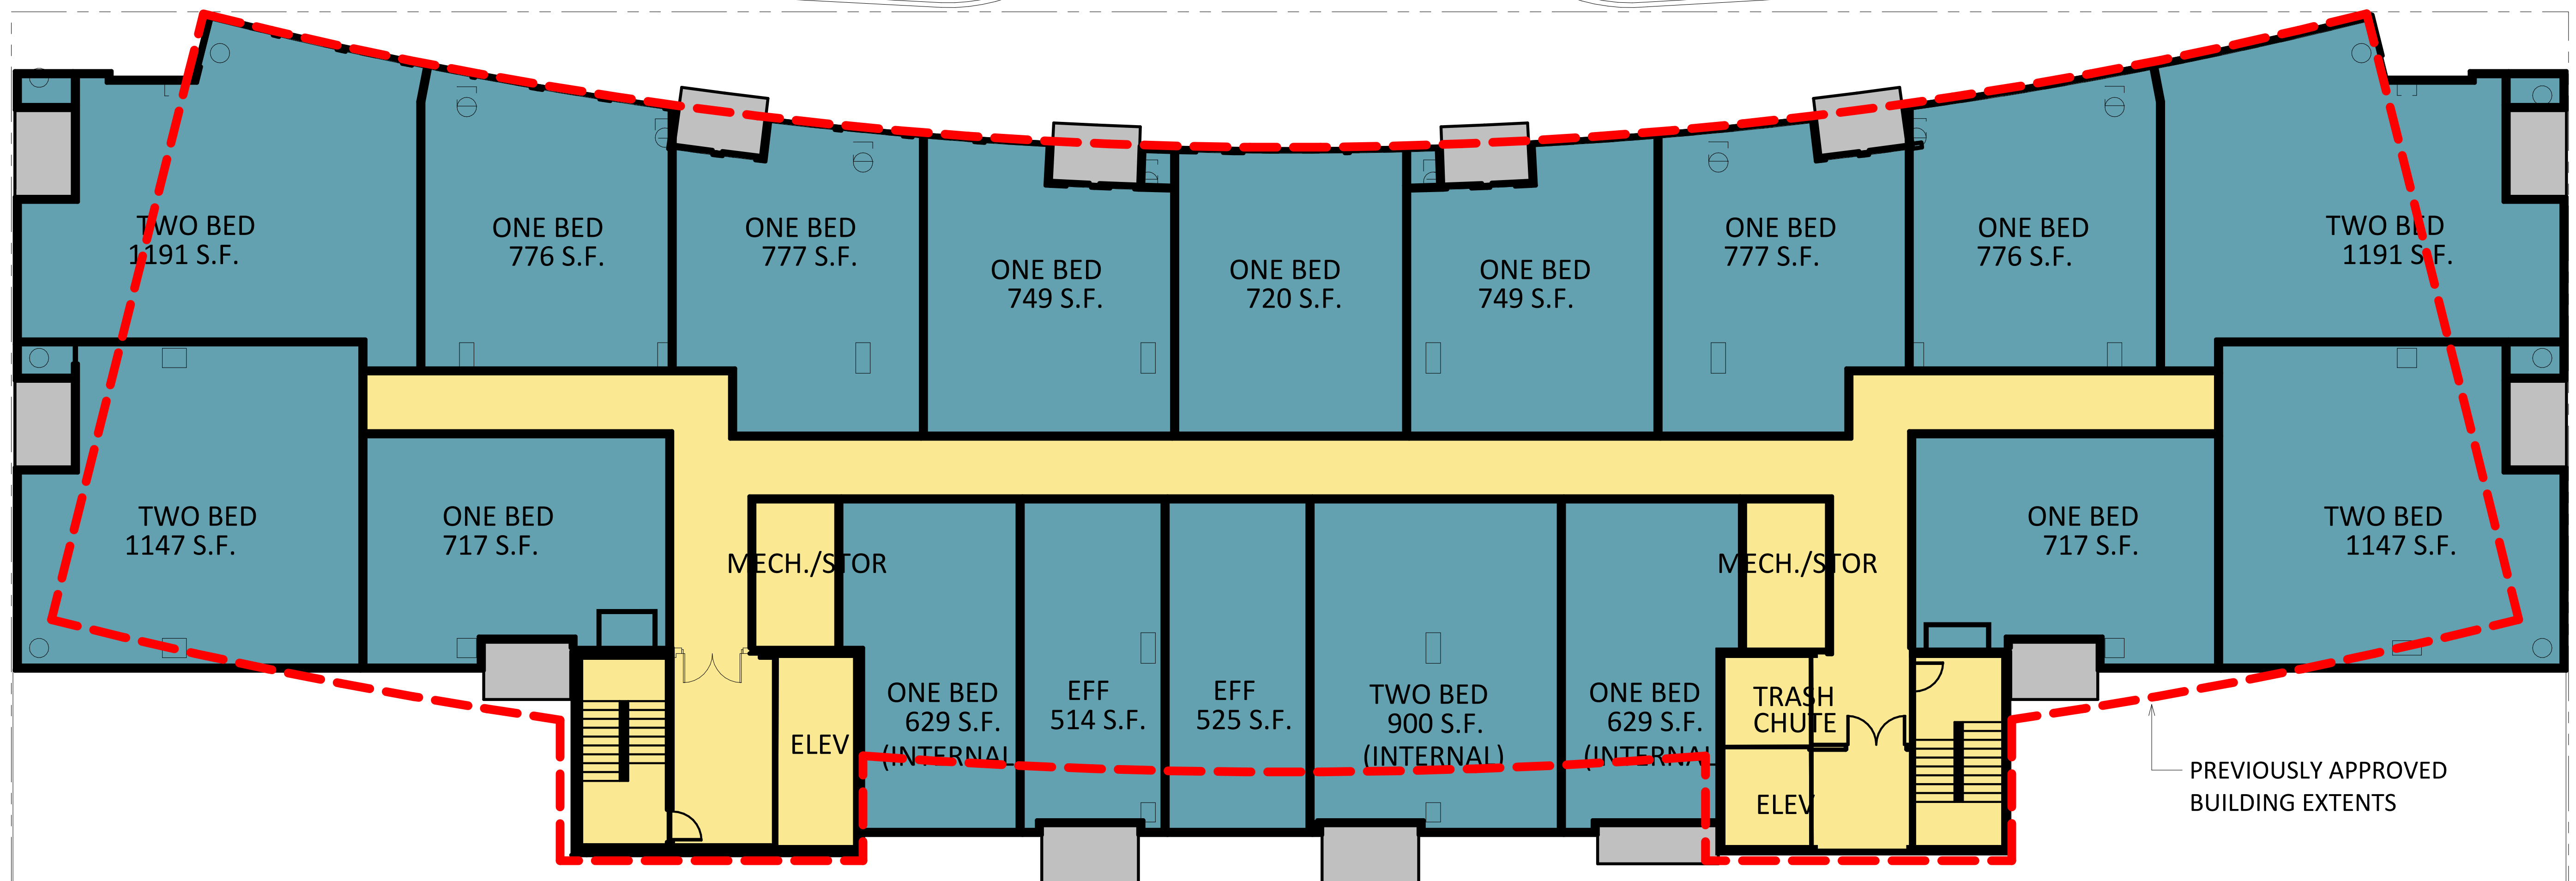 TWO BED
1191 S.F.
ONE BED
776 S.F.
ONE BED
777 S.F.
ONE BED
749 S.F.
ONE BED
720 S.F.
ONE BED
749 S.F.
ONE BED
777 S.F.
ONE BED
776 S.F.
TWO BED
1191 S.F.
TWO BED
1147 S.F.
ONE BED
717 S.F.
MECH./STOR
MECH./STOR
ONE BED
717 S.F.
TWO BED
1147 S.F.
ELEV
ONE BED
629 S.F.
(INTERNAL
EFF
514 S.F.
EFF
525 S.F.
TWO BED
900 S.F.
(INTERNAL)
ONE BED
629 S.F.
(INTERNAL
TRASH
CHUTE
ELEV
PREVIOUSLY APPROVED
BUILDING EXTENTS